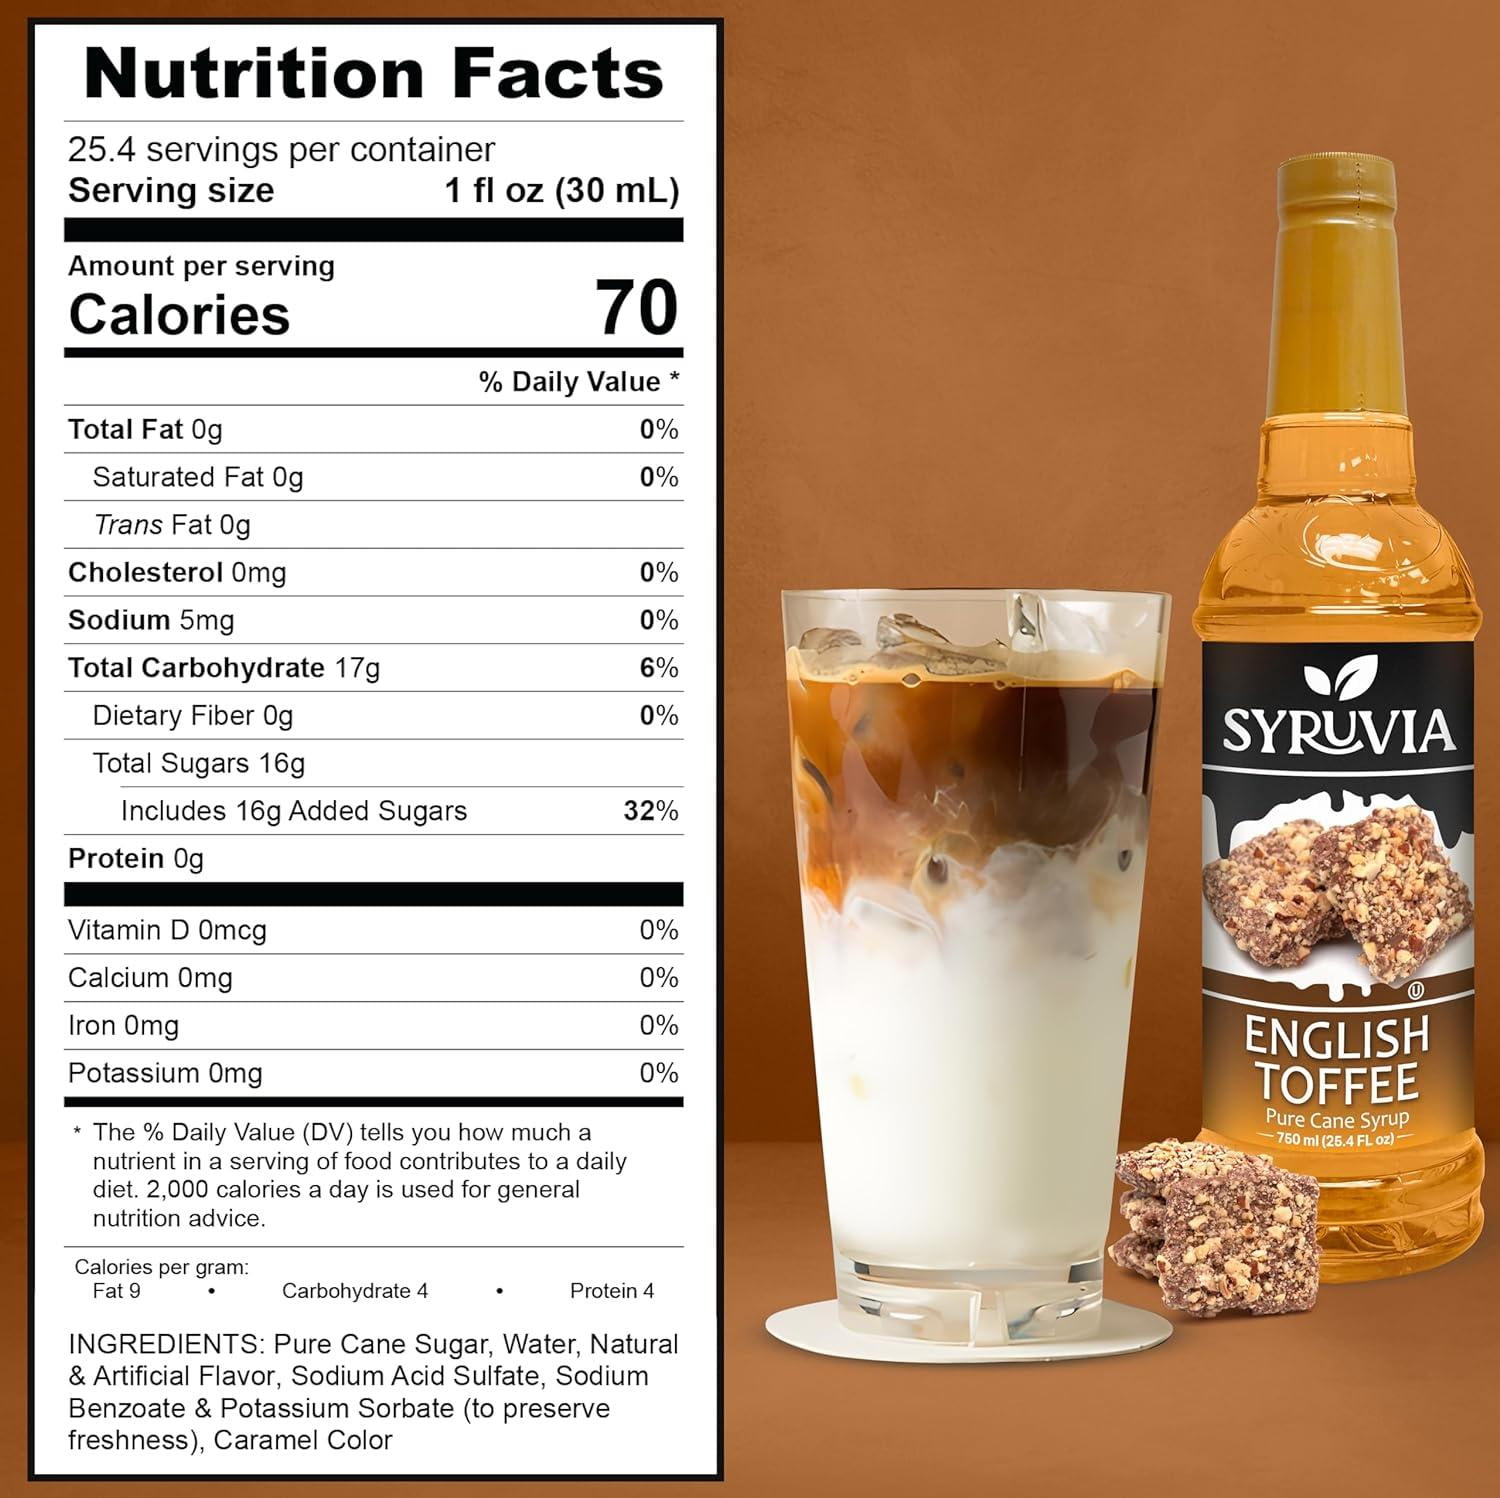 Nutrition Facts
25.4 servings per container
Serving size 1 fl oz (30 mL)
Amount per serving
Calories 70
% Daily Value *
Total Fat 0g 0%
Saturated Fat 0g 0%
Trans Fat 0g
Cholesterol 0mg 0%
Sodium 5mg 0%
Total Carbohydrate 17g 6%
Dietary Fiber 0g 0%
Total Sugars 16g
Includes 16g Added Sugars 32%
Protein 0g
Vitamin D 0mcg 0%
Calcium 0mg 0%
Iron 0mg 0%
Potassium 0mg 0%
* The % Daily Value (DV) tells you how much a
nutrient in a serving of food contributes to a daily
diet. 2,000 calories a day is used for general
nutrition advice.
Calories per gram:
Fat 9 • Carbohydrate 4 • Protein 4
INGREDIENTS: Pure Cane Sugar, Water, Natural
& Artificial Flavor, Sodium Acid Sulfate, Sodium
Benzoate & Potassium Sorbate (to preserve
freshness), Caramel Color
SYRUVIA
U
ENGLISH
TOFFEE
Pure Cane Syrup
750 ml (25.4 FL oz)